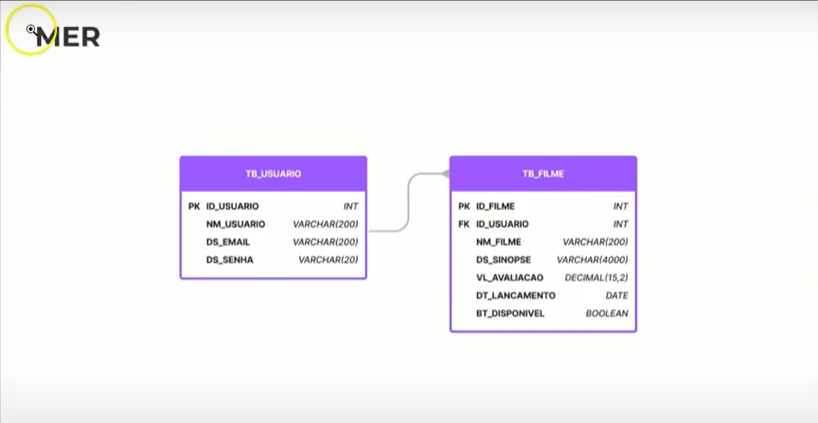 MER
TB_USUARIO
PK ID_USUARIO INT
NM_USUARIO VARCHAR(200)
DS_EMAIL VARCHAR(200)
DS_SENHA VARCHAR(20)
TB_FILME
PK ID_FILME INT
FK ID_USUARIO INT
NM_FILME VARCHAR(200)
DS_SINOPSE VARCHAR(4000)
VL_AVALIACAO DECIMAL(15,2)
DT_LANCAMENTO DATE
BT_DISPONIVEL BOOLEAN